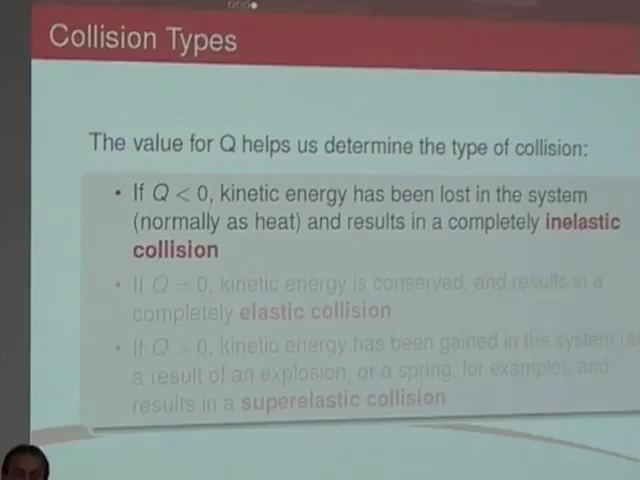 Collision Types
The value for Q helps us determine the type of collision:
• If Q < 0, kinetic energy has been lost in the system
(normally as heat) and results in a completely inelastic
collision
• If Q = 0, kinetic energy is conserved, and results in a
completely elastic collision
• If Q > 0, kinetic energy has been gained in the system (as
a result of an explosion, or a spring, for example), and
results in a superelastic collision